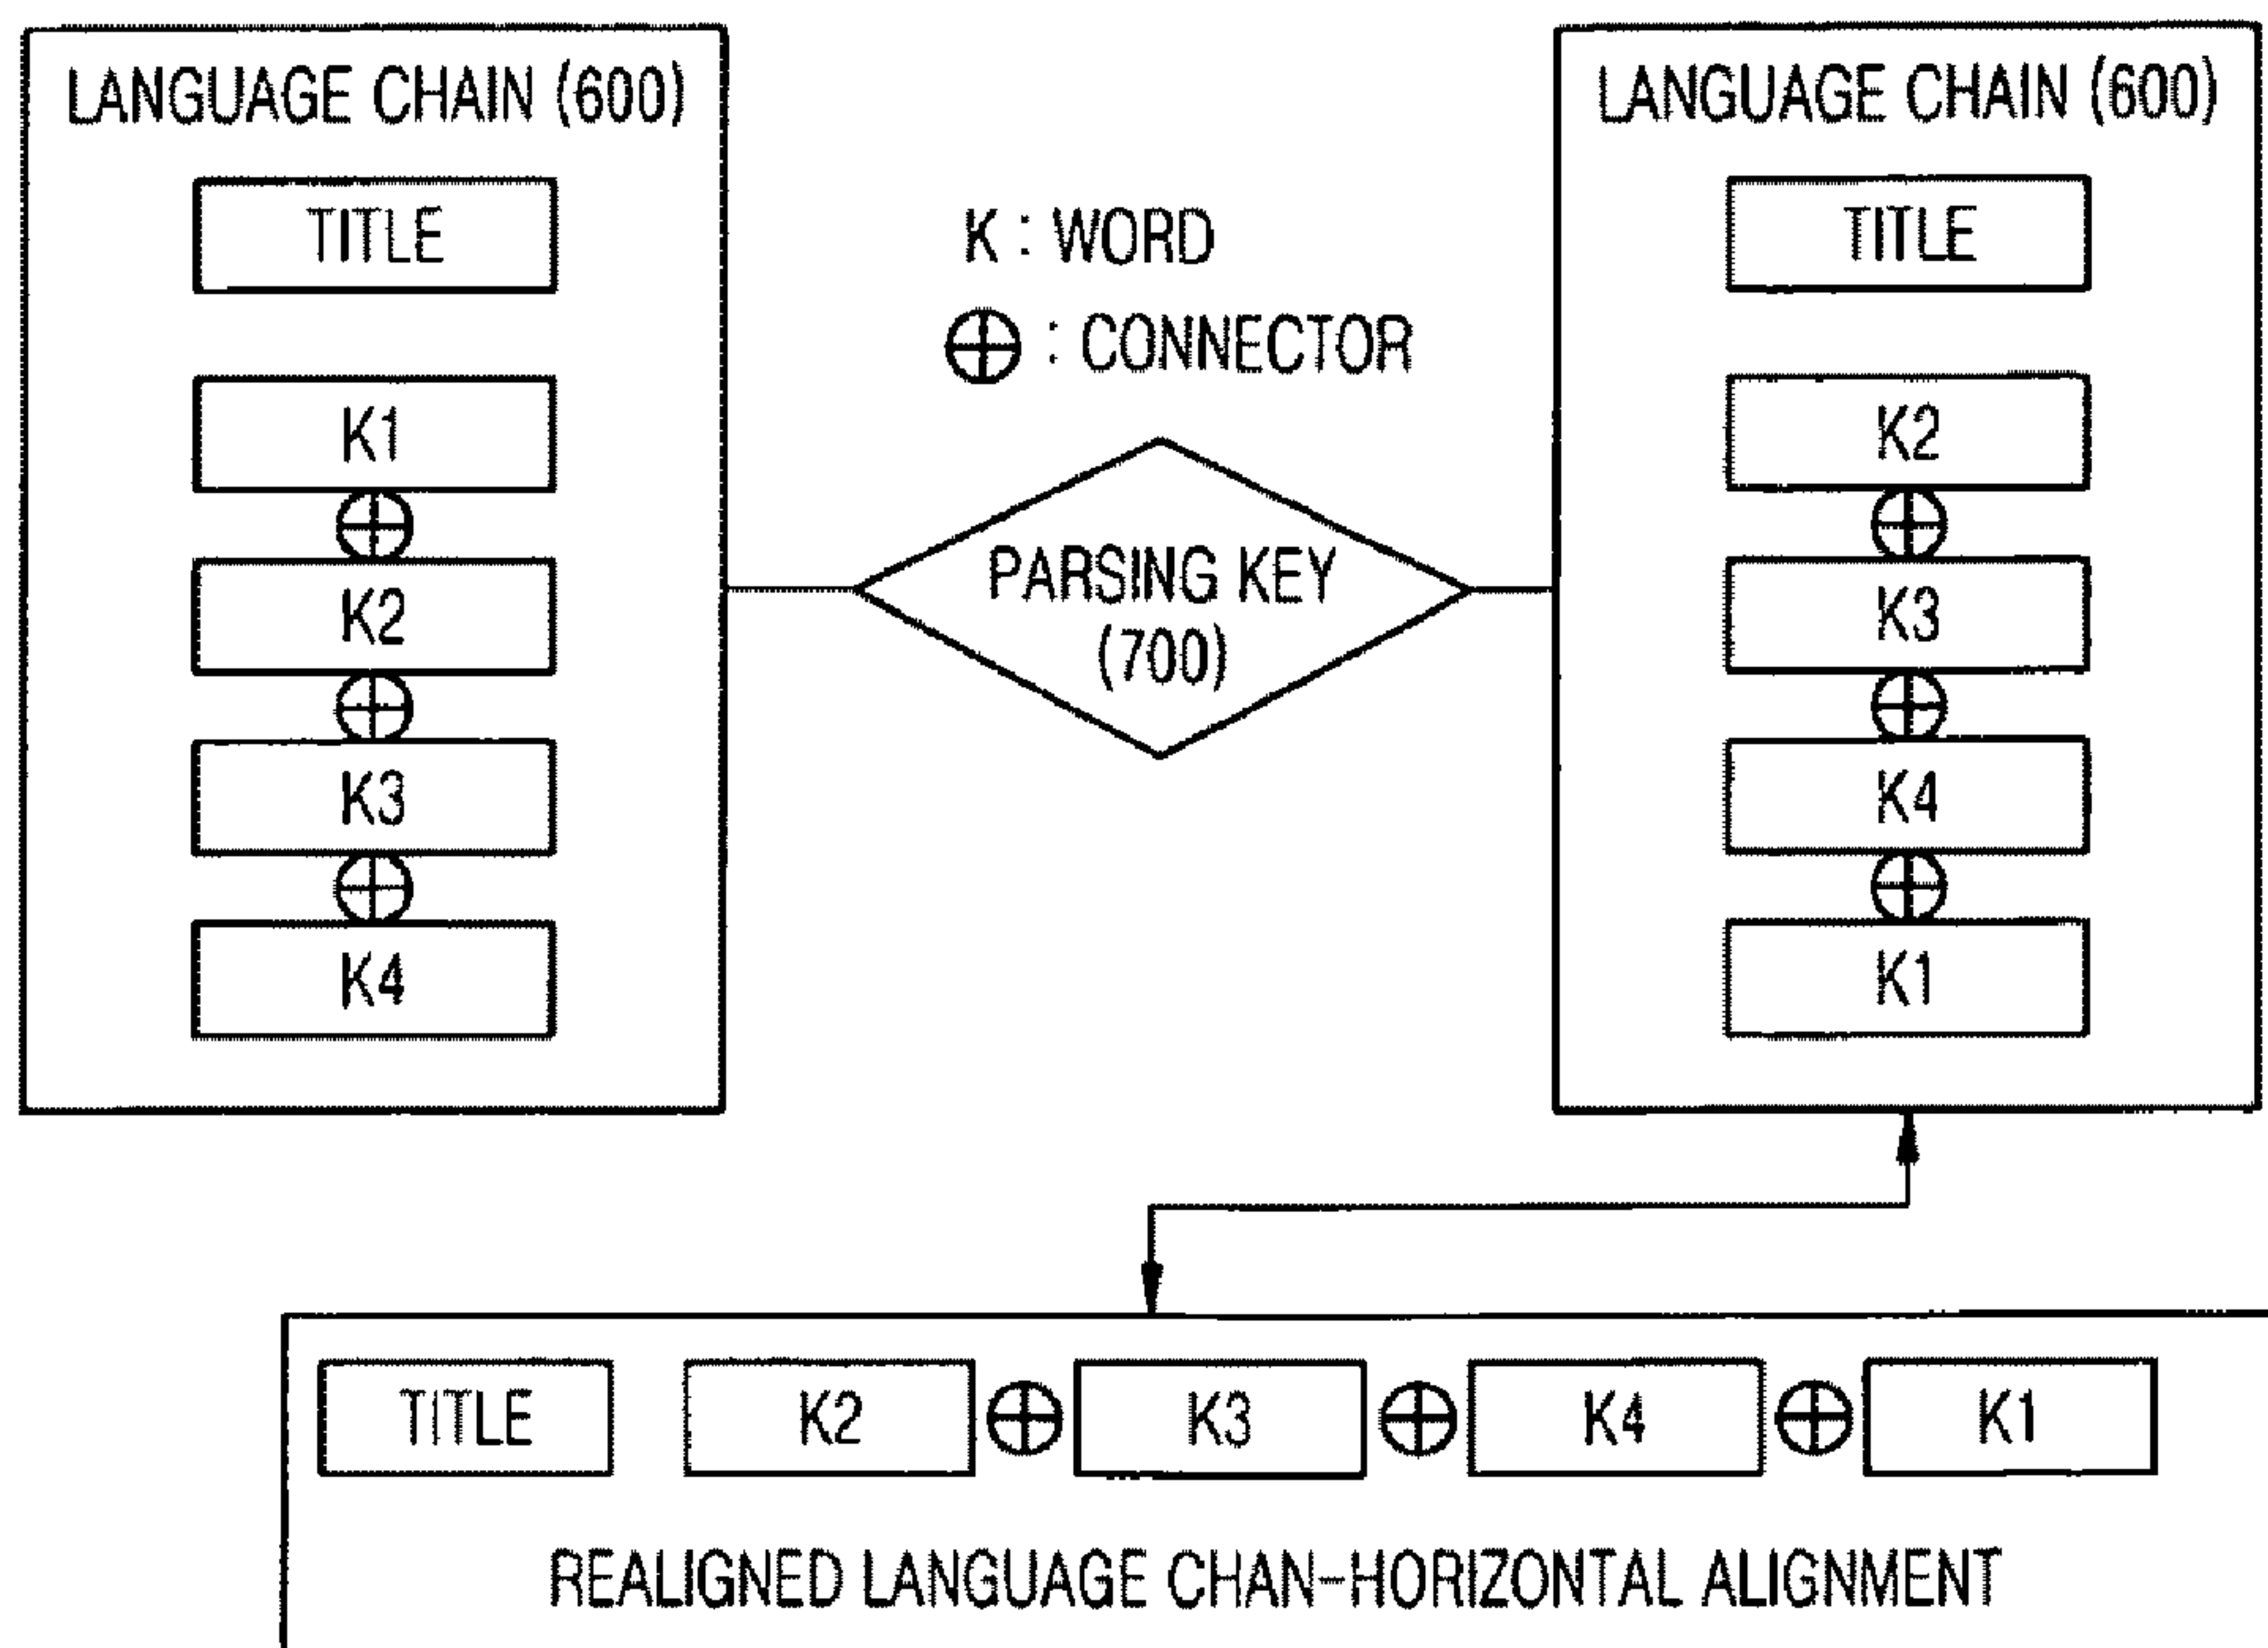 LANGUAGE CHAIN (600)
TITLE
K1
K2
K3
K4
K : WORD
⊕ : CONNECTOR
PARSING KEY
(700)
LANGUAGE CHAIN (600)
TITLE
K2
K3
K4
K1
TITLE K2 ⊕ K3 ⊕ K4 ⊕ K1
REALIGNED LANGUAGE CHAN-HORIZONTAL ALIGNMENT